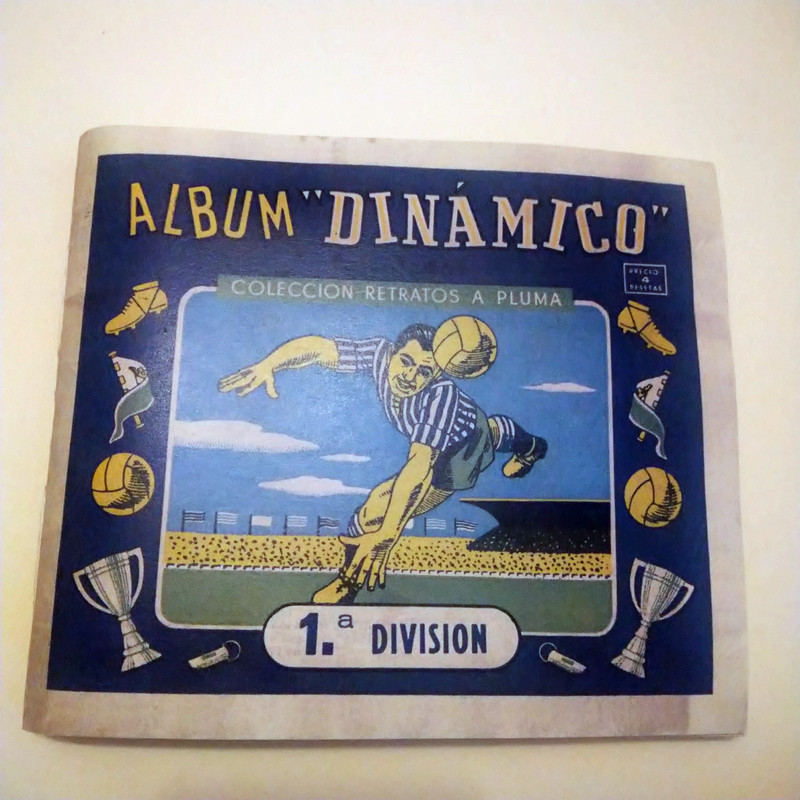 ALBUM "DINÁMICO"
PRECIO
4
PESETAS
COLECCION RETRATOS A PLUMA
1.ª DIVISION